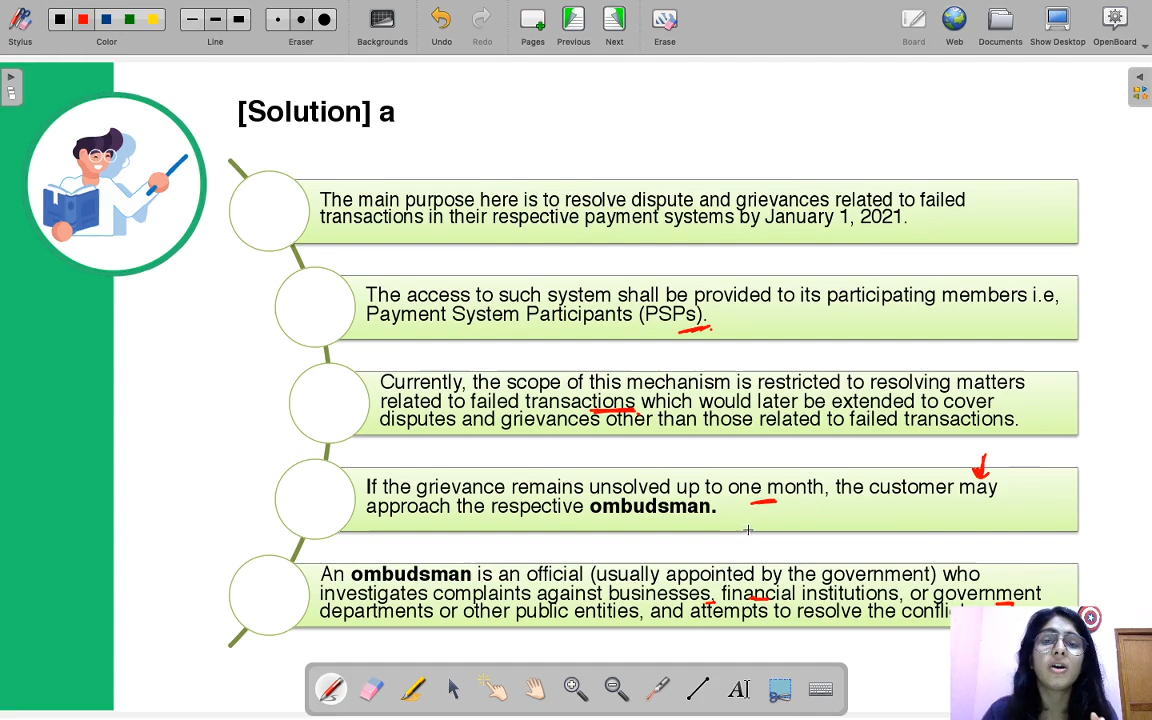 Stylus
Color
Line
Eraser
Backgrounds
Undo
Redo
Pages
Previous
Next
Erase
Board
Web
Documents
Show Desktop
OpenBoard
[Solution] a
The main purpose here is to resolve dispute and grievances related to failed
transactions in their respective payment systems by January 1, 2021.
The access to such system shall be provided to its participating members i.e,
Payment System Participants (PSPs).
Currently, the scope of this mechanism is restricted to resolving matters
related to failed transactions which would later be extended to cover
disputes and grievances other than those related to failed transactions.
If the grievance remains unsolved up to one month, the customer may
approach the respective ombudsman.
An ombudsman is an official (usually appointed by the government) who
investigates complaints against businesses, financial institutions, or government
departments or other public entities, and attempts to resolve the